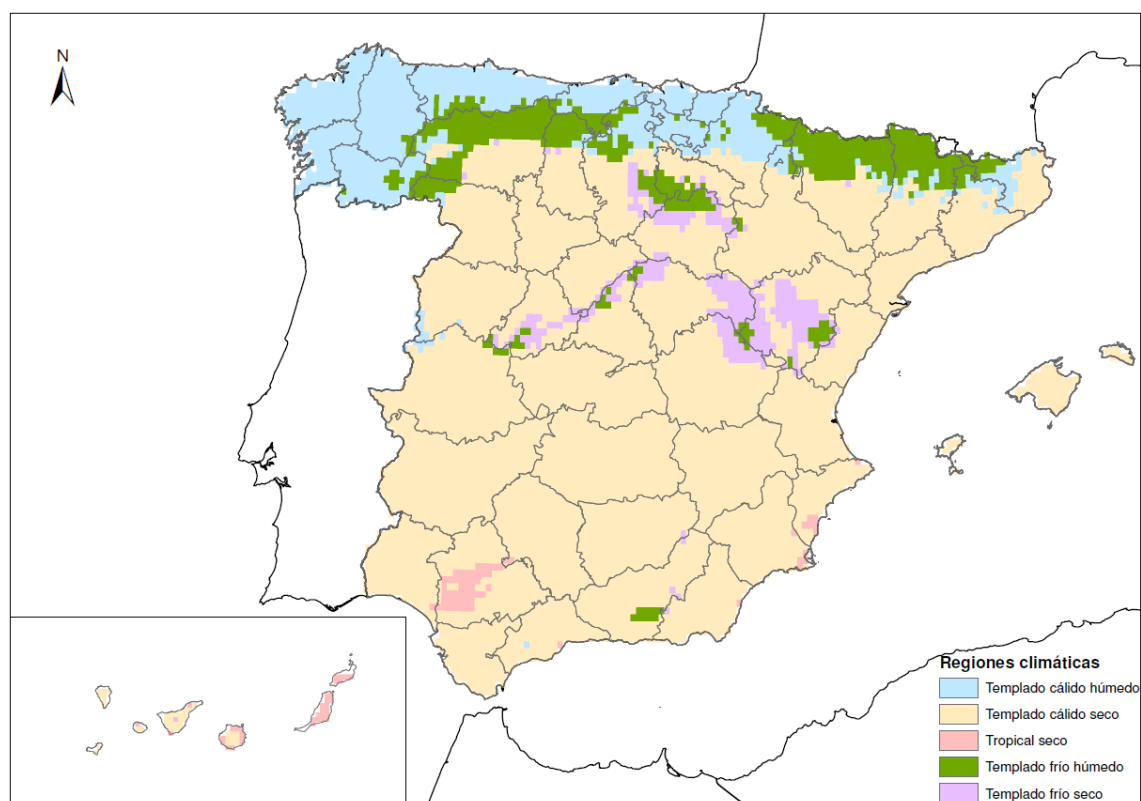 N
Regiones climáticas
Templado cálido húmedo
Templado cálido seco
Tropical seco
Templado frío húmedo
Templado frío seco